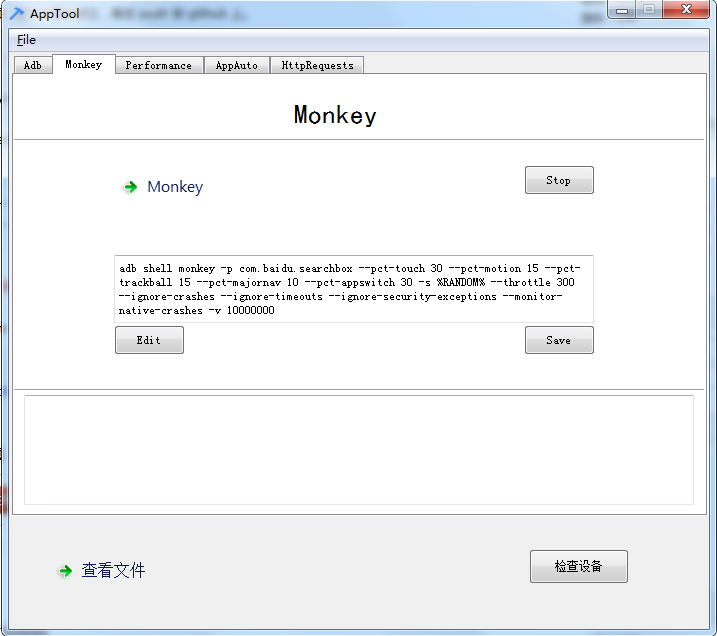 AppTool
File
Adb Monkey Performance AppAuto HttpRequests
Monkey
Monkey
Stop
adb shell monkey -p com.baidu.searchbox --pct-touch 30 --pct-motion 15 --pct-
trackball 15 --pct-majornav 10 --pct-appswitch 30 -s %RANDOM% --throttle 300
--ignore-crashes --ignore-timeouts --ignore-security-exceptions --monitor-
native-crashes -v 10000000
Edit
Save
查看文件
检查设备